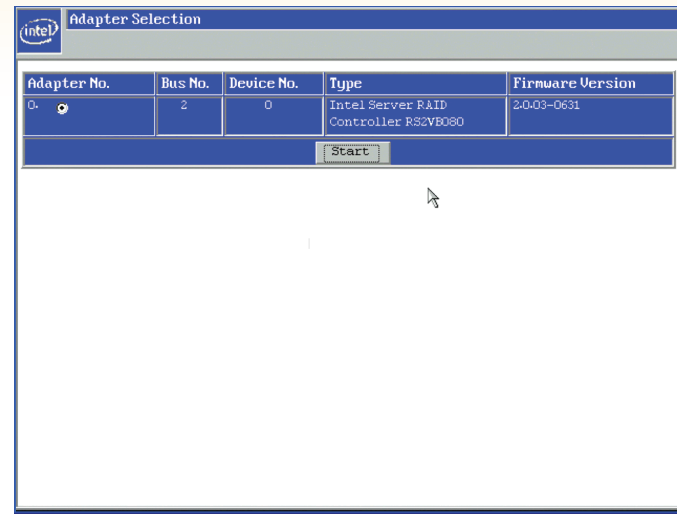 intel
Adapter Selection
Adapter No. Bus No. Device No. Type Firmware Version
0. 2 0 Intel Server RAID Controller RS2VB080 2.0.03-0631
Start